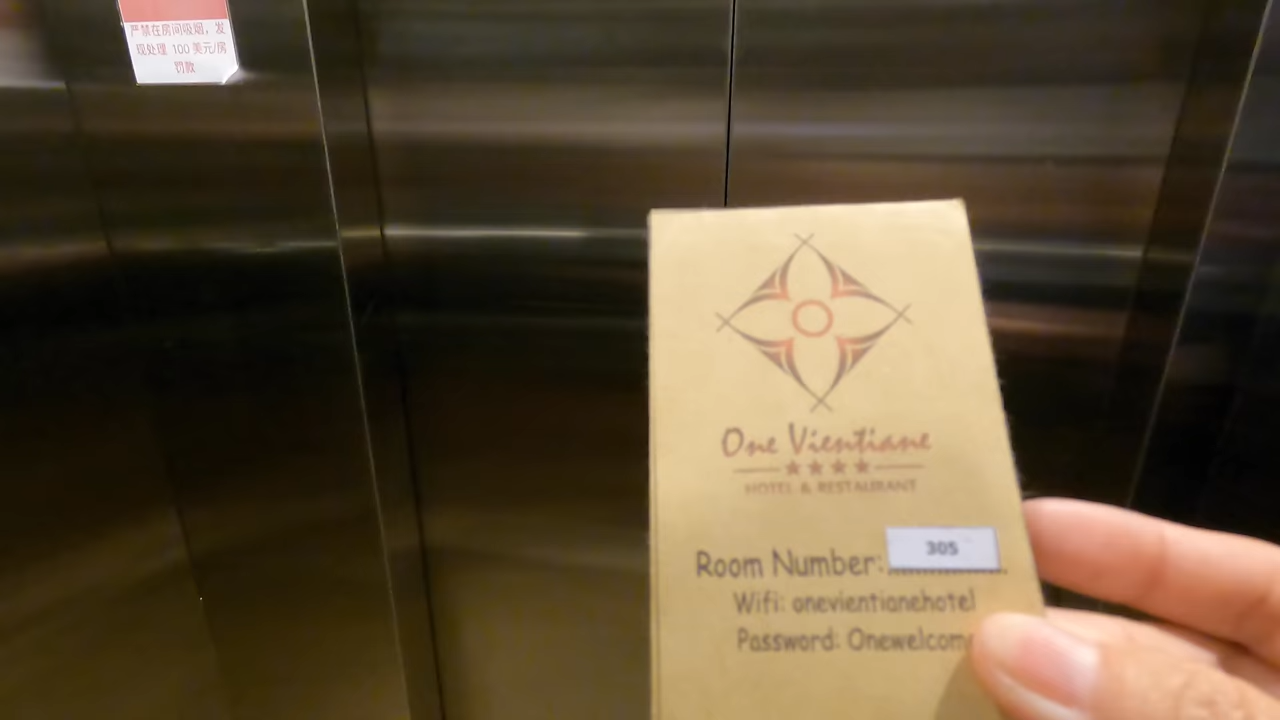 严禁在房间吸烟，发
现处理 100 美元/房
罚款
One Vientiane
HOTEL & RESTAURANT
Room Number: 305
Wifi: onevientianehotel
Password: Onewelcom